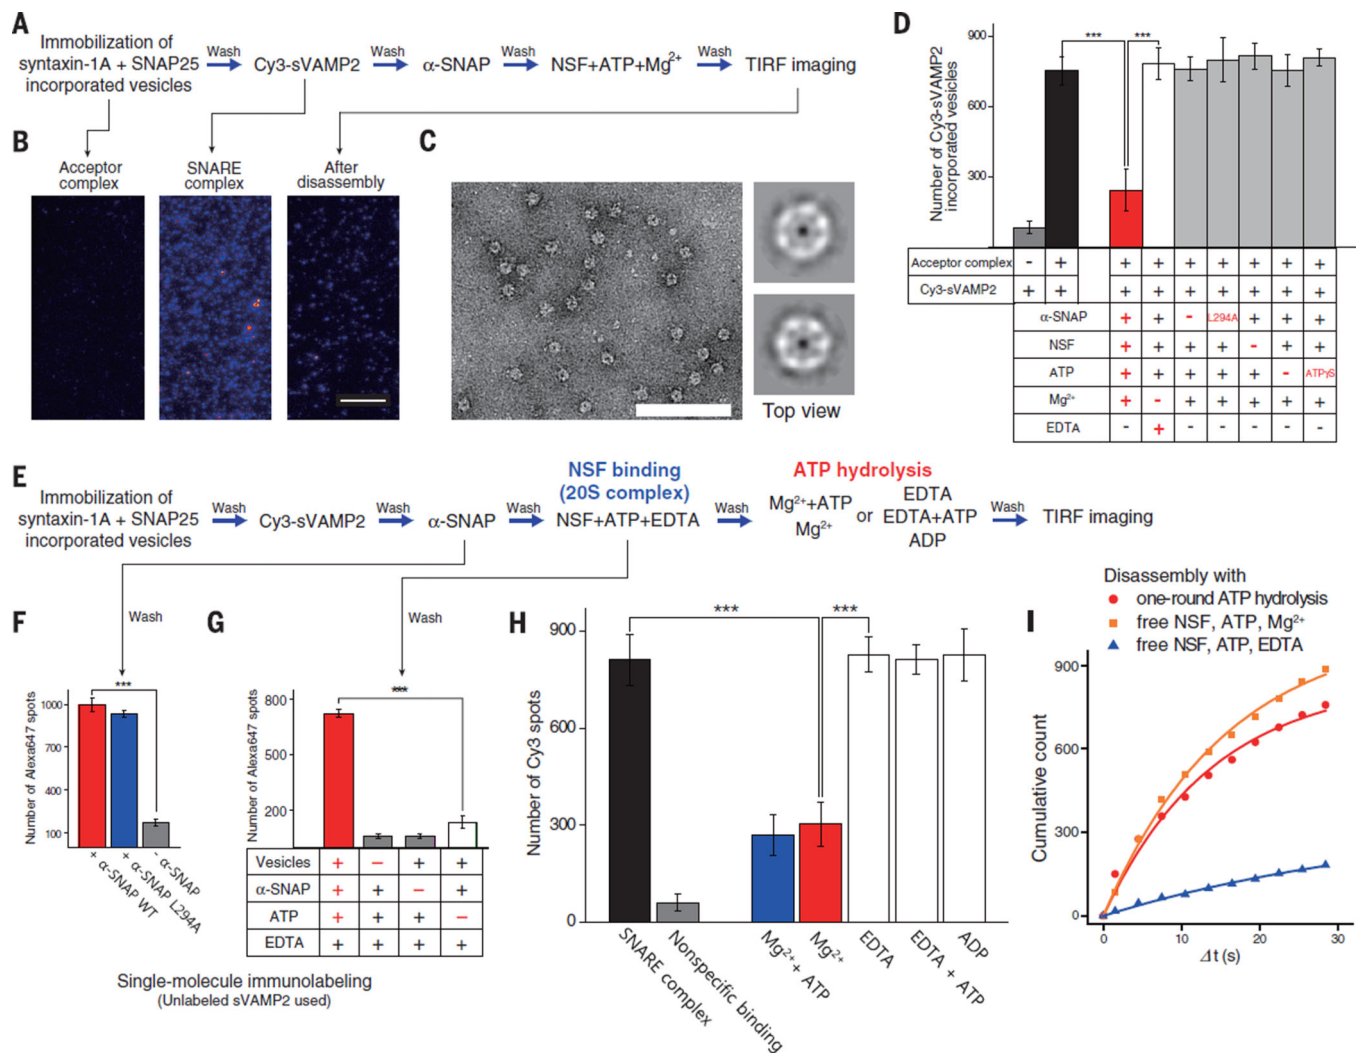 A
Immobilization of
syntaxin-1A + SNAP25
incorporated vesicles
Wash
Cy3-sVAMP2
Wash
α-SNAP
Wash
NSF+ATP+Mg²⁺
Wash
TIRF imaging
B
Acceptor
complex
SNARE
complex
After
disassembly
C
Top view
D
Number of Cy3-sVAMP2
incorporated vesicles
900
600
300
*** ***
Acceptor complex - + + + + + + + +
Cy3-sVAMP2 + + + + + + + + +
α-SNAP + + - L294A + + +
NSF + + + + - + +
ATP + + + + + - ATPγS
Mg²⁺ + - + + + + +
EDTA - + - - - - -
E
Immobilization of
syntaxin-1A + SNAP25
incorporated vesicles
Wash
Cy3-sVAMP2
Wash
α-SNAP
Wash
NSF binding
(20S complex)
NSF+ATP+EDTA
Wash
ATP hydrolysis
Mg²⁺+ATP
Mg²⁺
or
EDTA
EDTA+ATP
ADP
Wash
TIRF imaging
F
Wash
Number of Alexa647 spots
1000
700
400
100
***
+ α-SNAP WT
+ α-SNAP L294A
- α-SNAP
G
Wash
Number of Alexa647 spots
800
500
200
***
Vesicles + - + +
α-SNAP + + - +
ATP + + + -
EDTA + + + +
Single-molecule immunolabeling
(Unlabeled sVAMP2 used)
H
Number of Cy3 spots
900
600
300
0
*** ***
SNARE complex
Nonspecific binding
Mg²⁺+ ATP
Mg²⁺
EDTA
EDTA + ATP
ADP
I
Disassembly with
one-round ATP hydrolysis
free NSF, ATP, Mg²⁺
free NSF, ATP, EDTA
Cumulative count
900
600
300
0
0 10 20 30
Δt (s)